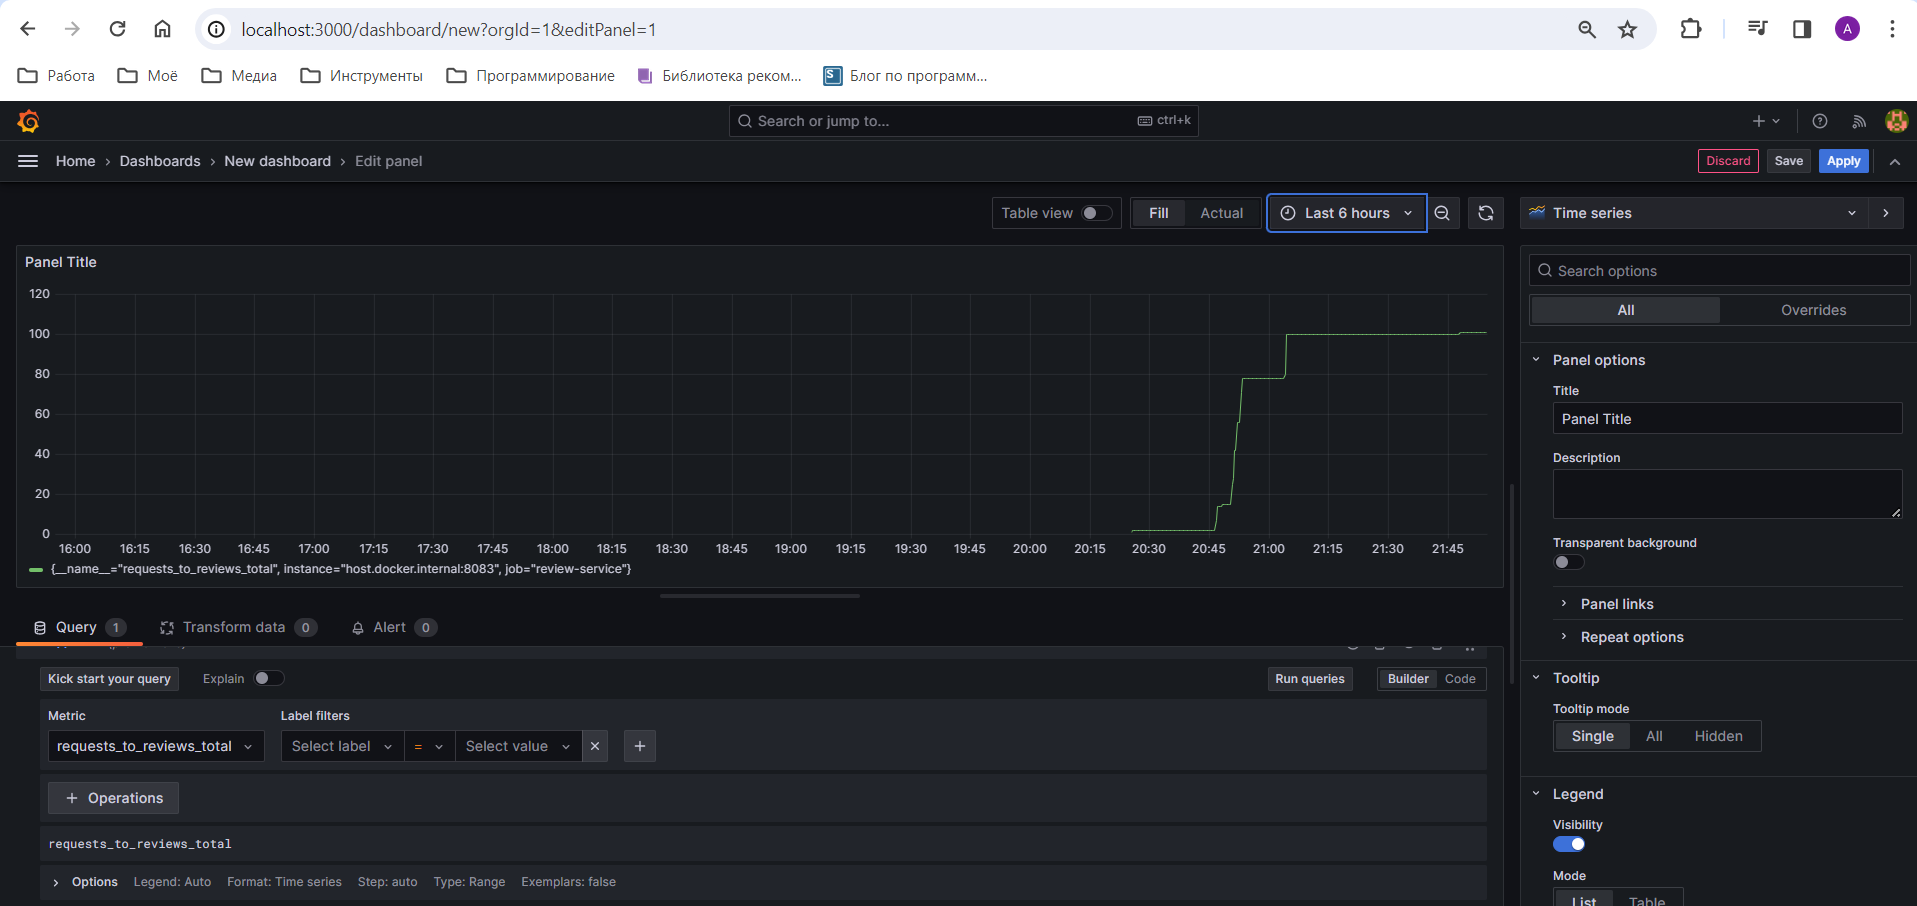 localhost:3000/dashboard/new?orgId=1&editPanel=1
A
Работа Моё Медиа Инструменты Программирование Библиотека реком... Блог по программ...
Search or jump to... ctrl+k
Home › Dashboards › New dashboard › Edit panel
Discard Save Apply
Table view Fill Actual Last 6 hours Time series
Panel Title
120
100
80
60
40
20
0
16:00 16:15 16:30 16:45 17:00 17:15 17:30 17:45 18:00 18:15 18:30 18:45 19:00 19:15 19:30 19:45 20:00 20:15 20:30 20:45 21:00 21:15 21:30 21:45
{__name__="requests_to_reviews_total", instance="host.docker.internal:8083", job="review-service"}
Query 1 Transform data 0 Alert 0
Kick start your query Explain Run queries Builder Code
Metric Label filters
requests_to_reviews_total Select label = Select value × +
+ Operations
requests_to_reviews_total
Options Legend: Auto Format: Time series Step: auto Type: Range Exemplars: false
Search options
All Overrides
Panel options
Title
Panel Title
Description
Transparent background
Panel links
Repeat options
Tooltip
Tooltip mode
Single All Hidden
Legend
Visibility
Mode
List Table